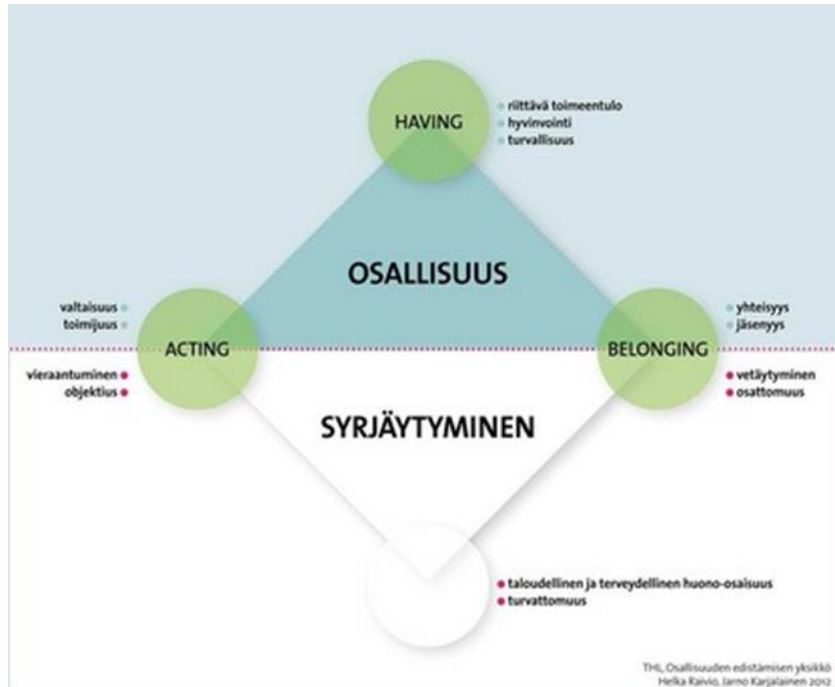 HAVING
riittävä toimeentulo
hyvinvointi
turvallisuus
OSALLISUUS
valtaisuus
toimijuus
ACTING
vieraantuminen
objektius
BELONGING
yhteisyys
jäsenyys
vetäytyminen
osattomuus
SYRJÄYTYMINEN
taloudellinen ja terveydellinen huono-osaisuus
turvattomuus
THL, Osallisuuden edistämisen yksikkö
Helka Raivio, Jarno Karjalainen 2012